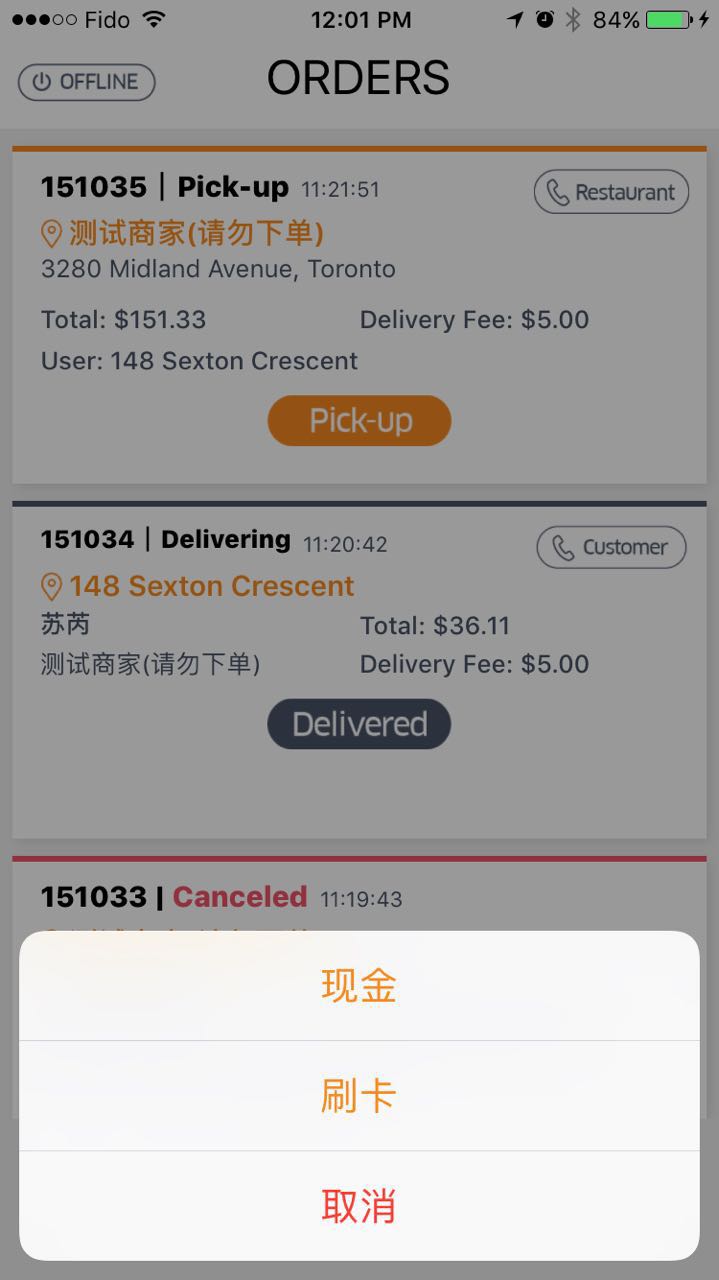 Fido 12:01 PM 84%
OFFLINE ORDERS
151035 | Pick-up 11:21:51 Restaurant
测试商家(请勿下单)
3280 Midland Avenue, Toronto
Total: $151.33 Delivery Fee: $5.00
User: 148 Sexton Crescent
Pick-up
151034 | Delivering 11:20:42 Customer
148 Sexton Crescent
苏芮 Total: $36.11
测试商家(请勿下单) Delivery Fee: $5.00
Delivered
151033 | Canceled 11:19:43
现金
刷卡
取消